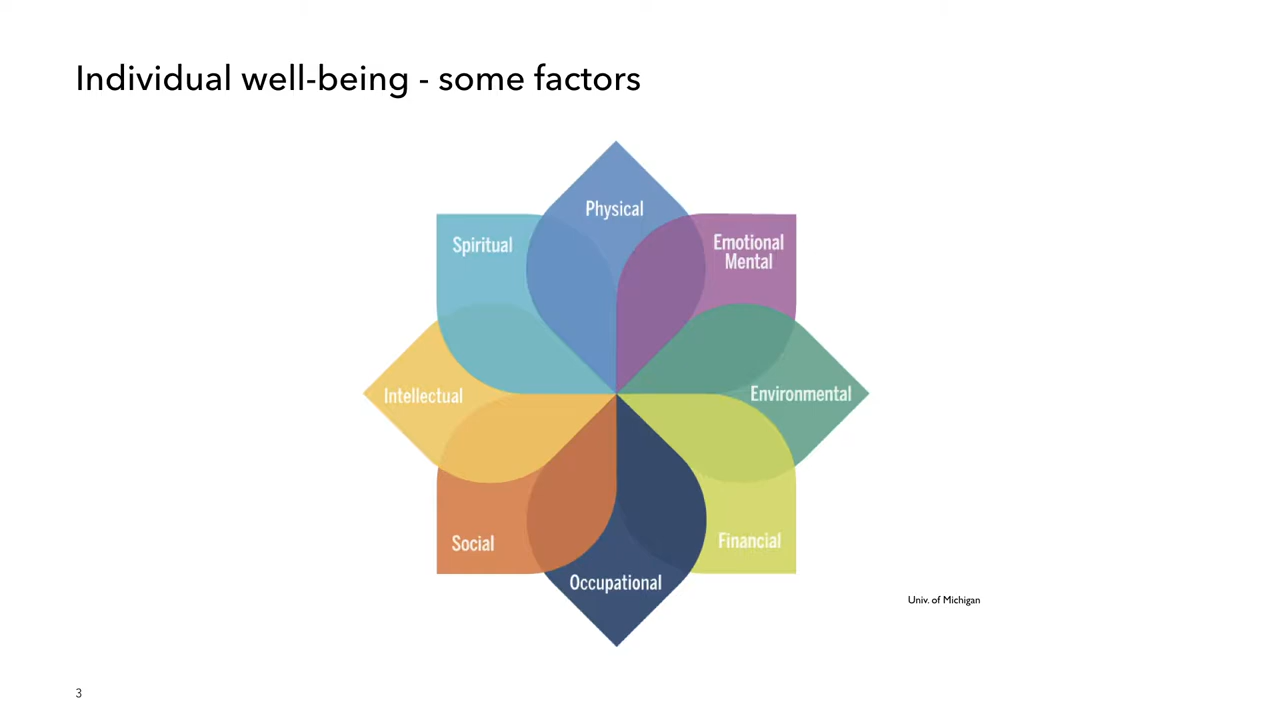 Individual well-being - some factors
Physical
Spiritual
Emotional
Mental
Intellectual
Environmental
Social
Financial
Occupational
Univ. of Michigan
3